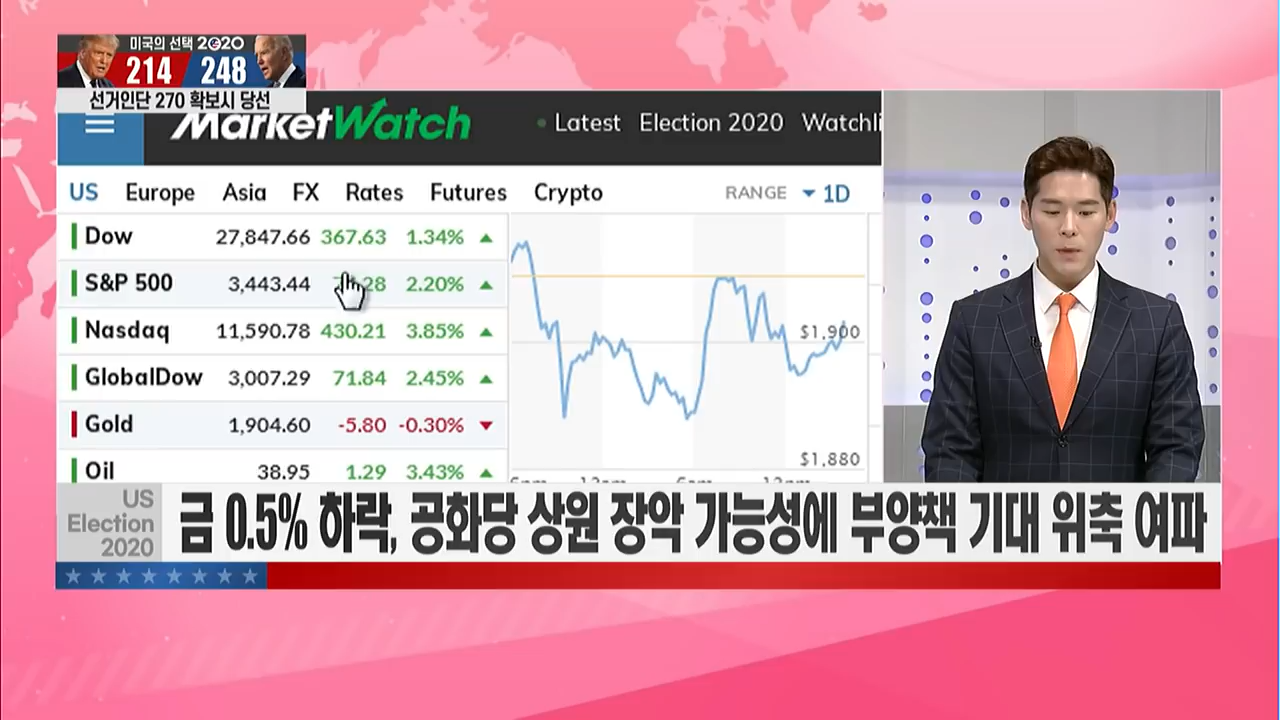 미국의 선택 2020
214 248
선거인단 270 확보시 당선
MarketWatch
Latest Election 2020 Watchli
US Europe Asia FX Rates Futures Crypto RANGE 1D
Dow 27,847.66 367.63 1.34%
S&P 500 3,443.44 28 2.20%
Nasdaq 11,590.78 430.21 3.85%
$1,900
GlobalDow 3,007.29 71.84 2.45%
Gold 1,904.60 -5.80 -0.30%
$1,880
Oil 38.95 1.29 3.43%
US
Election
2020
금 0.5% 하락, 공화당 상원 장악 가능성에 부양책 기대 위축 여파